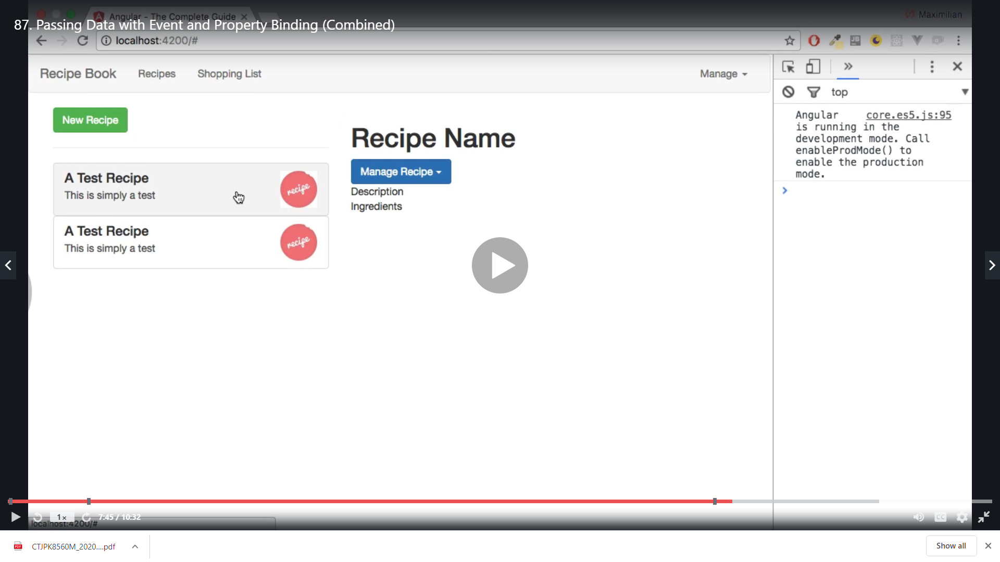 Angular - The Complete Guide
Maximilian
87. Passing Data with Event and Property Binding (Combined)
localhost:4200/#
JB
Recipe Book
Recipes
Shopping List
Manage
top
New Recipe
Angular core.es5.js:95
is running in the
development mode. Call
enableProdMode() to
enable the production
mode.
Recipe Name
Manage Recipe
Description
Ingredients
A Test Recipe
This is simply a test
recipe
A Test Recipe
This is simply a test
recipe
1x
7:45 / 10:32
CC
localhost:4200/#
PDF
CTJPK8560M_2020....pdf
Show all